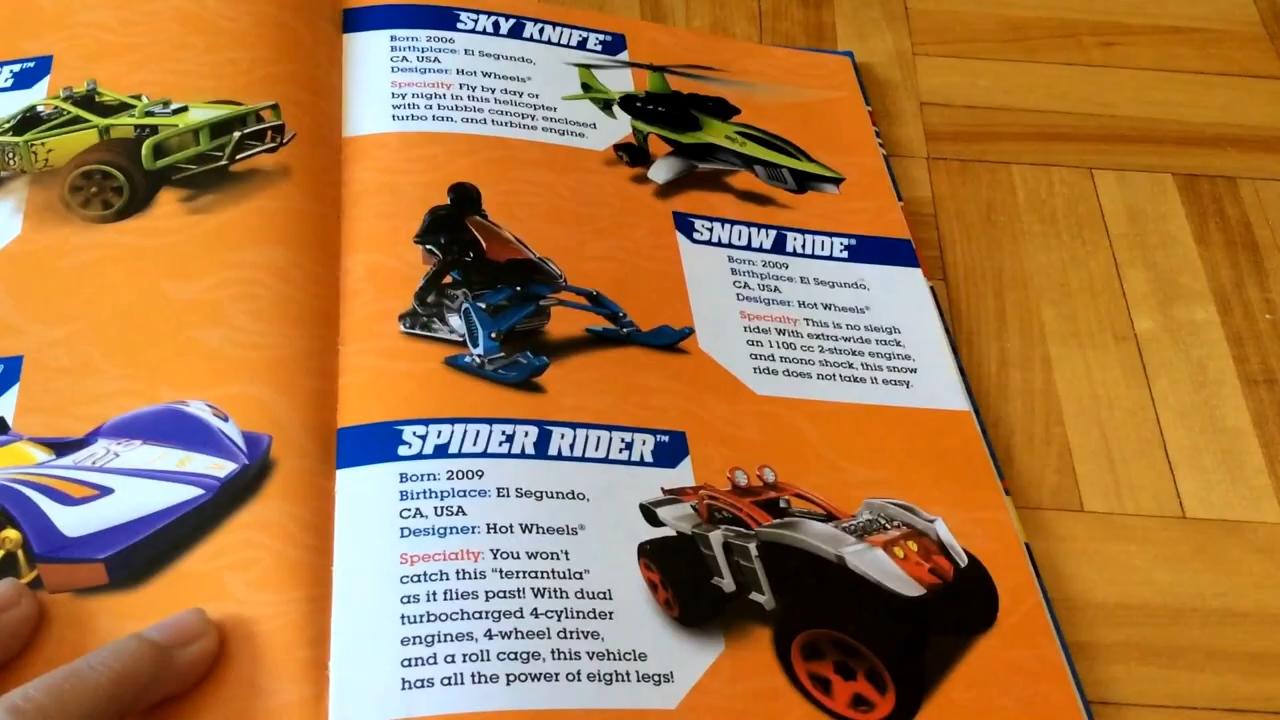 E™
8
SKY KNIFE®
Born: 2006
Birthplace: El Segundo,
CA, USA
Designer: Hot Wheels®
Specialty: Fly by day or
by night in this helicopter
with a bubble canopy, enclosed
turbo fan, and turbine engine.
SNOW RIDE®
Born: 2009
Birthplace: El Segundo,
CA, USA
Designer: Hot Wheels®
Specialty: This is no sleigh
ride! With extra-wide rack,
an 1100 cc 2-stroke engine,
and mono shock, this snow
ride does not take it easy.
SPIDER RIDER™
Born: 2009
Birthplace: El Segundo,
CA, USA
Designer: Hot Wheels®
Specialty: You won't
catch this "terrantula"
as it flies past! With dual
turbocharged 4-cylinder
engines, 4-wheel drive,
and a roll cage, this vehicle
has all the power of eight legs!